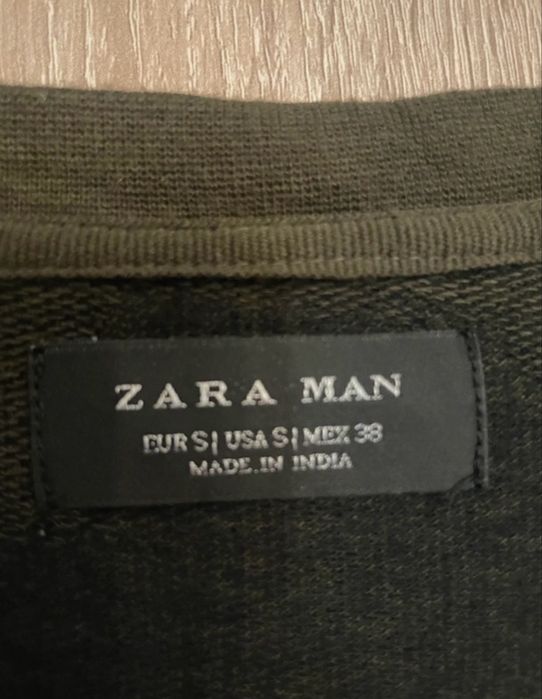 ZARA MAN
EUR S | USA S | MEX 38
MADE IN INDIA